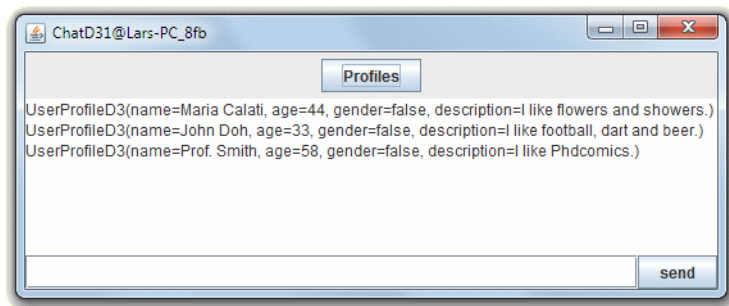 ChatD31@Lars-PC_8fb
Profiles
UserProfileD3(name=Maria Calati, age=44, gender=false, description=I like flowers and showers.)
UserProfileD3(name=John Doh, age=33, gender=false, description=I like football, dart and beer.)
UserProfileD3(name=Prof. Smith, age=58, gender=false, description=I like Phdcomics.)
send